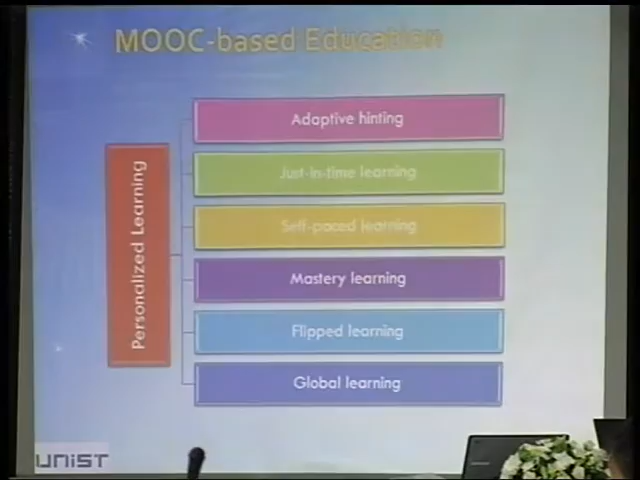 MOOC-based Education
Personalized Learning
Adaptive hinting
Just-in-time learning
Self-paced learning
Mastery learning
Flipped learning
Global learning
UNIST